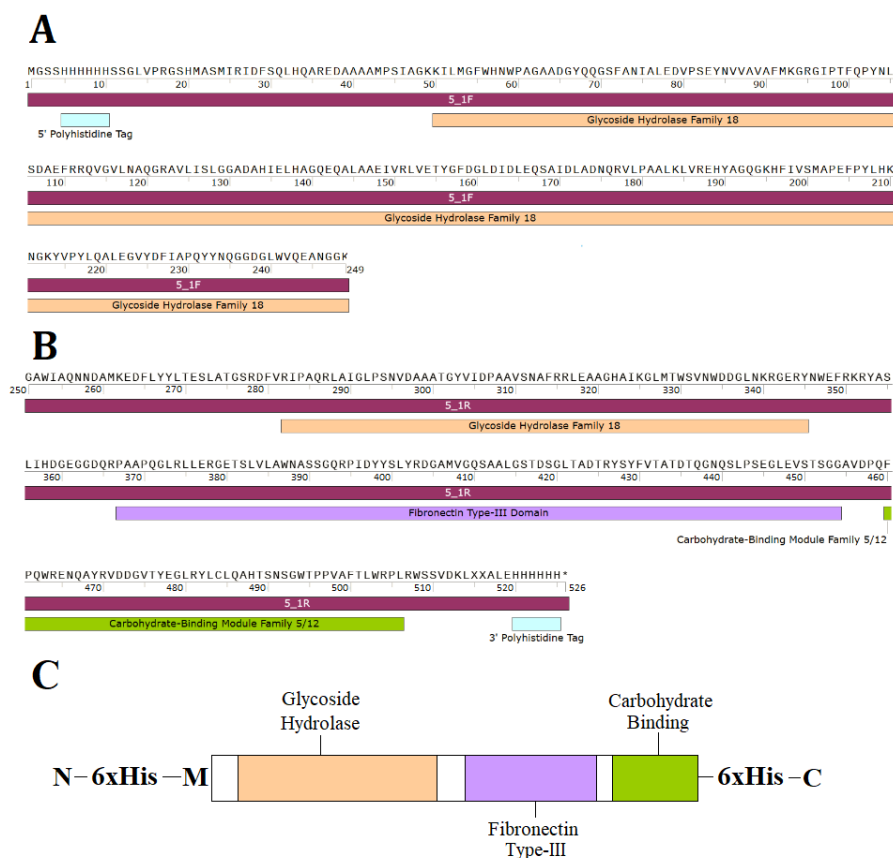 A
MGSSHHHHHHSSGLVPRGSHMASMIRIDFSQLHQAREDAAAAMPSIAGKKILMGFWHNWPAGAADGYQQGSFANIALEDVPSEYNVVAVAFMKGRGIPTFQPYNL
1 10 20 30 40 50 60 70 80 90 100
5_1F
Glycoside Hydrolase Family 18
5' Polyhistidine Tag
SDAEFRRQVGVLNAQGRAVLISLGGADAHIELHAGQEQALAAEIVRLVETYGFDGLDIDLEQSAIDLADNQRVLPAALKLVREHYAGQGKHFIVSMAPEFPYLHK
110 120 130 140 150 160 170 180 190 200 210
5_1F
Glycoside Hydrolase Family 18
NGKYVPYLQALEGVYDFIAPQYYNQGGDGLWVQEANGGK
220 230 240 249
5_1F
Glycoside Hydrolase Family 18
B
GAWIAQNNDAMKEDFLYYLTESLATGSRDFVRIPAQRLAIGLPSNVDAAATGYVIDPAAVSNAFRRLEAAGHAIKGLMTWSVNWDDGLNKRGERYNWEFRKRYAS
250 260 270 280 290 300 310 320 330 340 350
5_1R
Glycoside Hydrolase Family 18
LIHDGEGGDQRPAAPQGLRLLERGETSLVLAWNASSGQRPIDYYSLYRDGAMVGQSAALGSTDSGLTADTRYSYFVTATDTQGNQSLPSEGLEVSTSGGAVDPQF
360 370 380 390 400 410 420 430 440 450 460
5_1R
Fibronectin Type-III Domain
Carbohydrate-Binding Module Family 5/12
PQWRENQAYRVDDGVTYEGLRYLCLQAHTSNSGWTPPVAFTLWRPLRWSSVDKLXXALEHHHHHH*
470 480 490 500 510 520 526
5_1R
Carbohydrate-Binding Module Family 5/12
3' Polyhistidine Tag
C
Glycoside
Hydrolase
Carbohydrate
Binding
N 6xHis M 6xHis C
Fibronectin
Type-III